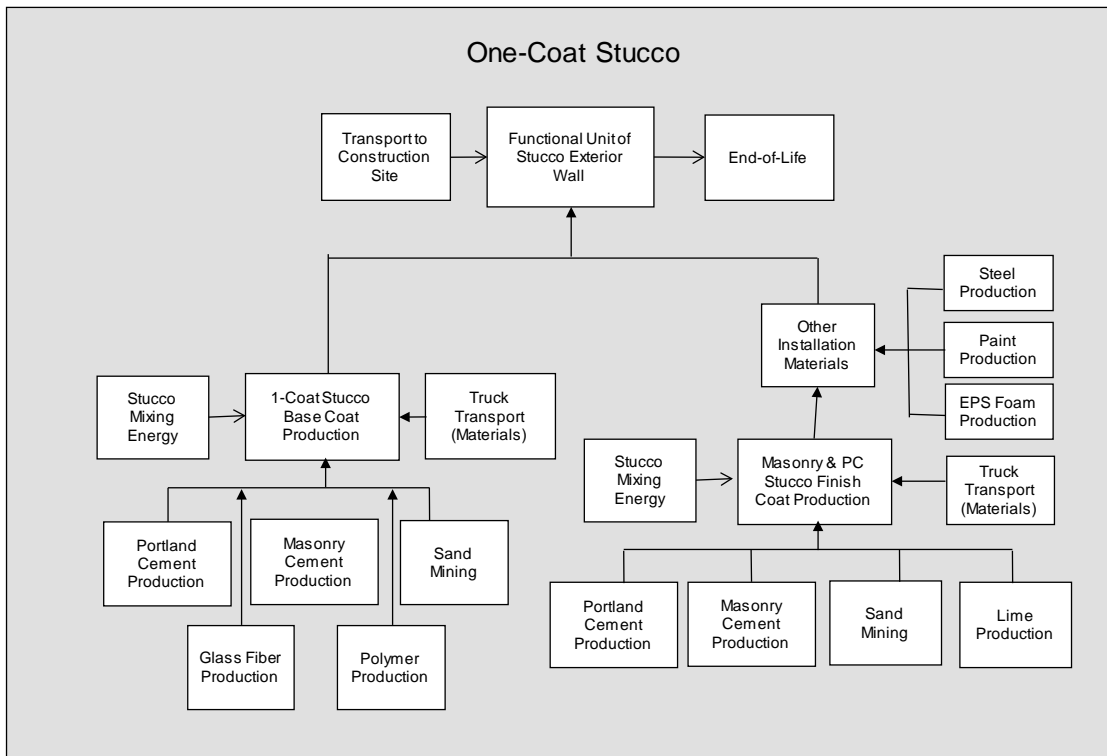 One-Coat Stucco
Transport to
Construction
Site
Functional Unit of
Stucco Exterior
Wall
End-of-Life
Steel
Production
Other
Installation
Materials
Paint
Production
EPS Foam
Production
Stucco
Mixing
Energy
1-Coat Stucco
Base Coat
Production
Truck
Transport
(Materials)
Stucco
Mixing
Energy
Masonry & PC
Stucco Finish
Coat Production
Truck
Transport
(Materials)
Portland
Cement
Production
Masonry
Cement
Production
Sand
Mining
Glass Fiber
Production
Polymer
Production
Portland
Cement
Production
Masonry
Cement
Production
Sand
Mining
Lime
Production